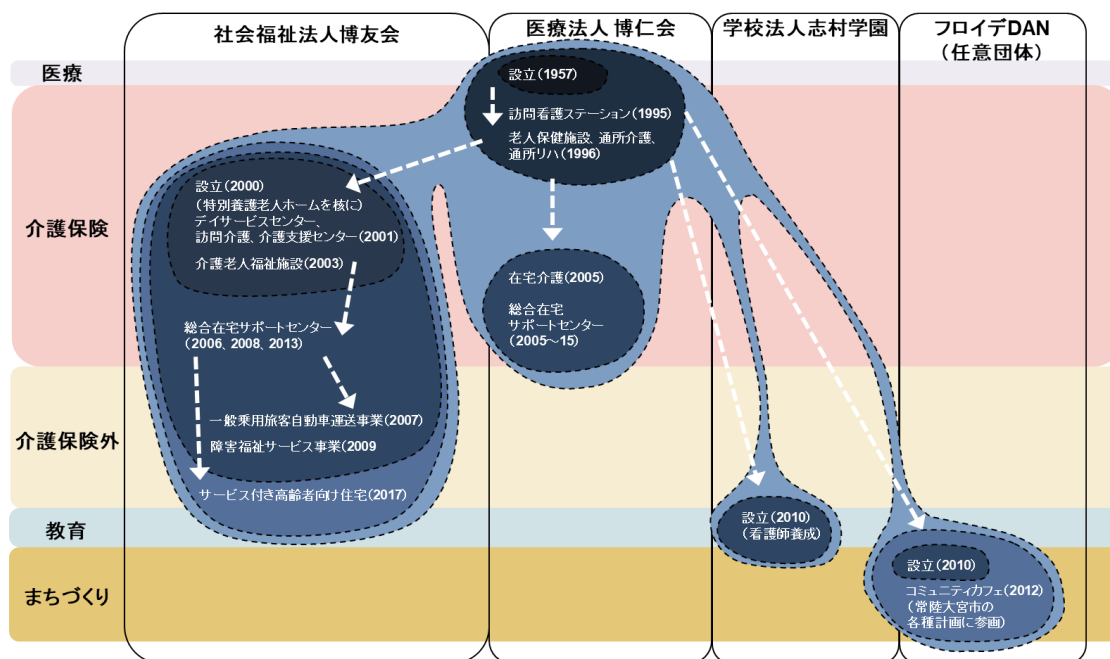 社会福祉法人博友会
医療法人 博仁会
学校法人志村学園
フロイデDAN
（任意団体）
医療
介護保険
介護保険外
教育
まちづくり
設立（1957）
訪問看護ステーション（1995）
老人保健施設、通所介護、
通所リハ（1996）
設立（2000）
（特別養護老人ホームを核に）
デイサービスセンター、
訪問介護、介護支援センター（2001）
介護老人福祉施設（2003）
総合在宅サポートセンター
（2006、2008、2013）
一般乗用旅客自動車運送事業（2007）
障害福祉サービス事業（2009
サービス付き高齢者向け住宅（2017）
在宅介護（2005）
総合在宅
サポートセンター
（2005～15）
設立（2010）
（看護師養成）
設立（2010）
コミュニティカフェ（2012）
（常陸大宮市の
各種計画に参画）